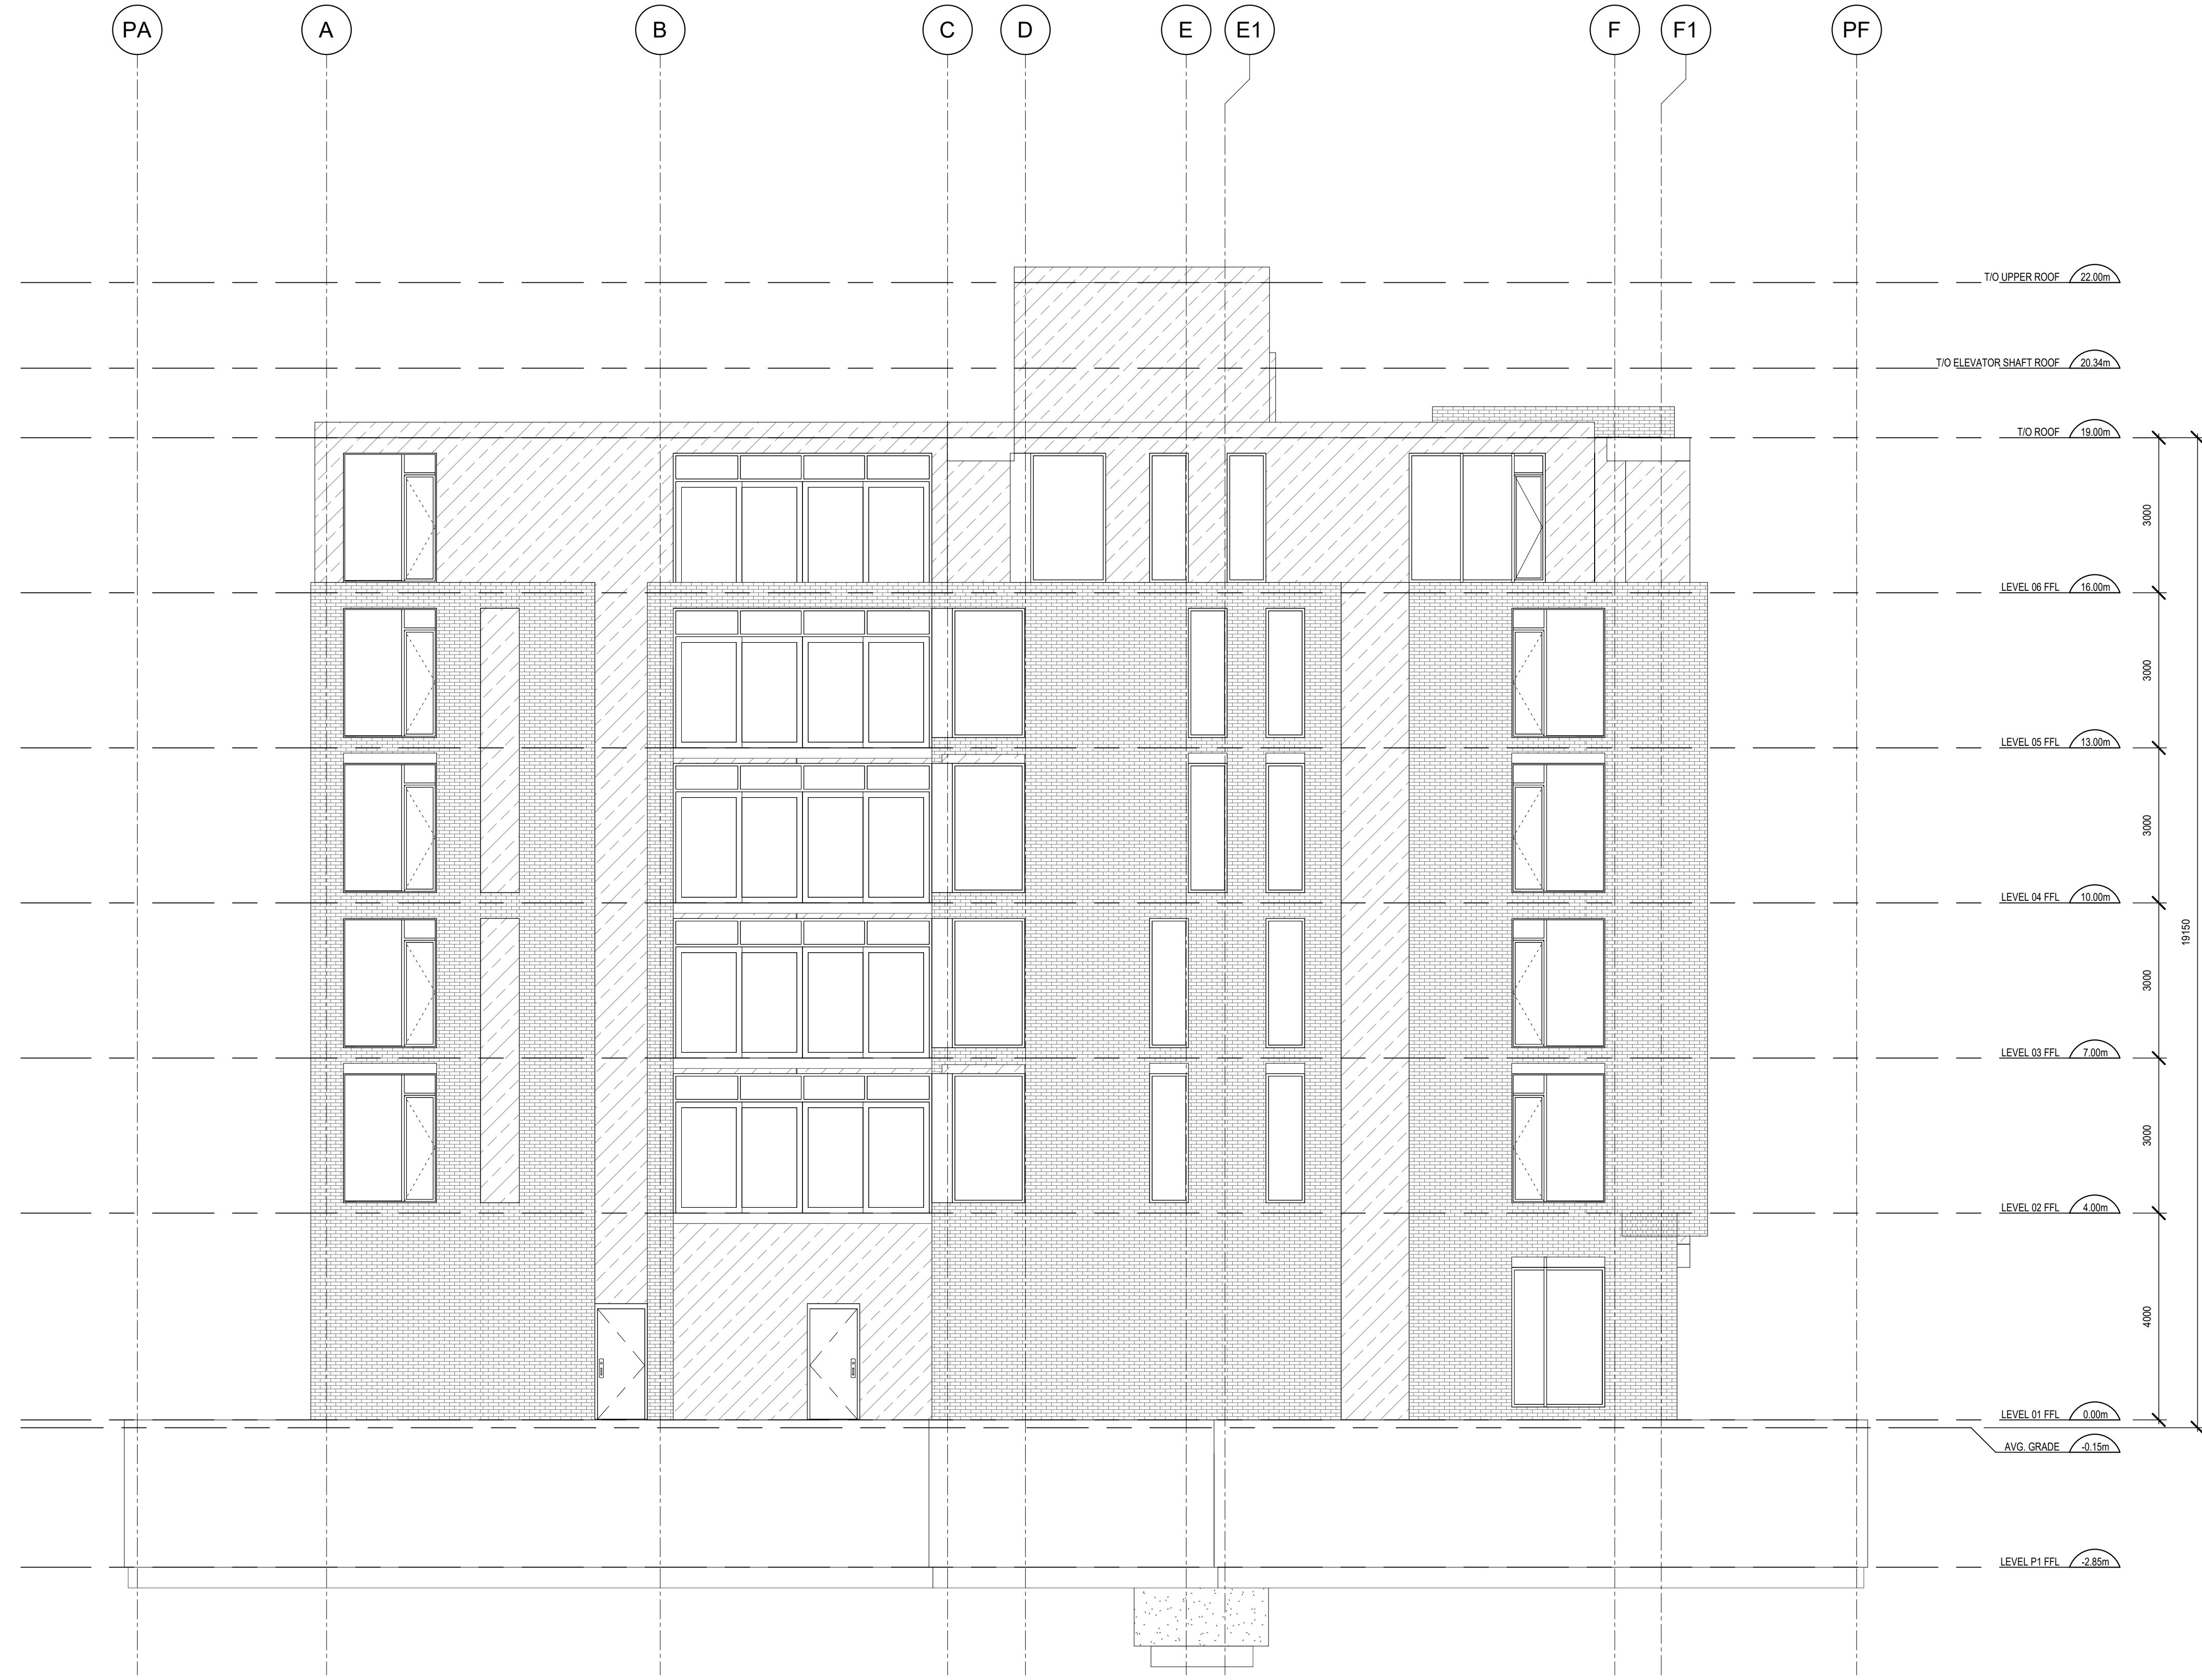 PA A B C D E E1 F F1 PF
T/O UPPER ROOF 22.00m
T/O ELEVATOR SHAFT ROOF 20.34m
T/O ROOF 19.00m
3000
LEVEL 06 FFL 16.00m
3000
LEVEL 05 FFL 13.00m
3000
LEVEL 04 FFL 10.00m
19150
3000
LEVEL 03 FFL 7.00m
3000
LEVEL 02 FFL 4.00m
4000
LEVEL 01 FFL 0.00m
AVG. GRADE -0.15m
LEVEL P1 FFL -2.85m